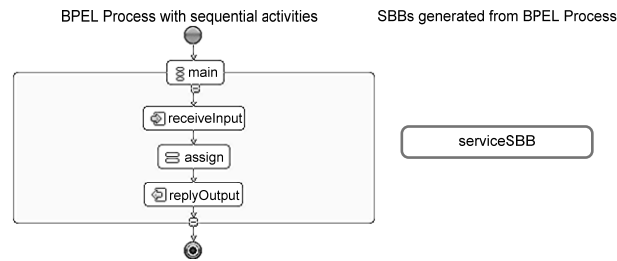 BPEL Process with sequential activities
SBBs generated from BPEL Process
main
receiveInput
assign
replyOutput
serviceSBB